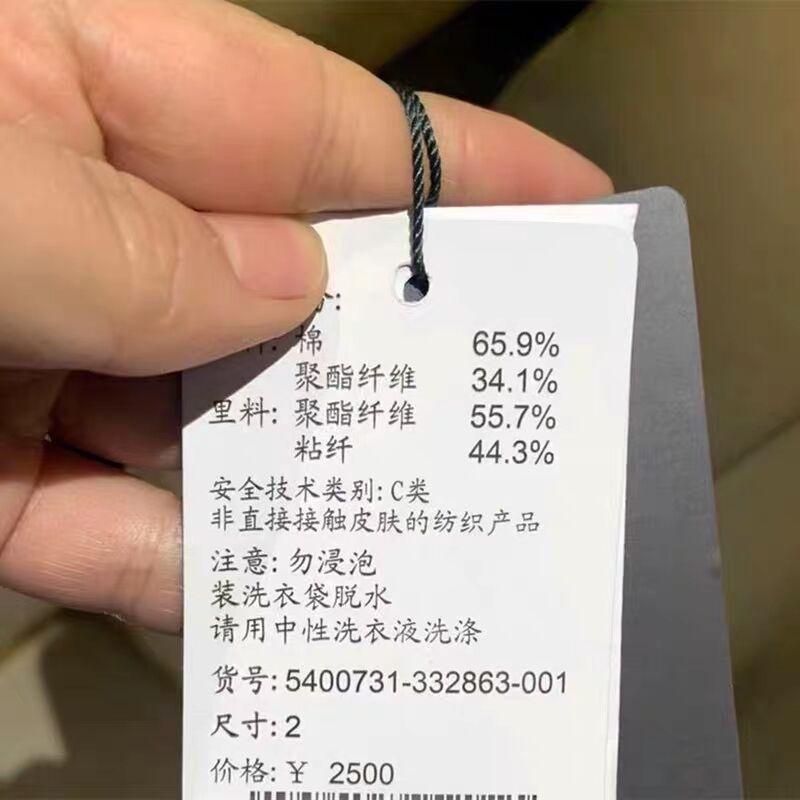 棉 65.9%
聚酯纤维 34.1%
里料: 聚酯纤维 55.7%
粘纤 44.3%
安全技术类别: C类
非直接接触皮肤的纺织产品
注意: 勿浸泡
装洗衣袋脱水
请用中性洗衣液洗涤
货号: 5400731-332863-001
尺寸: 2
价格: ¥ 2500